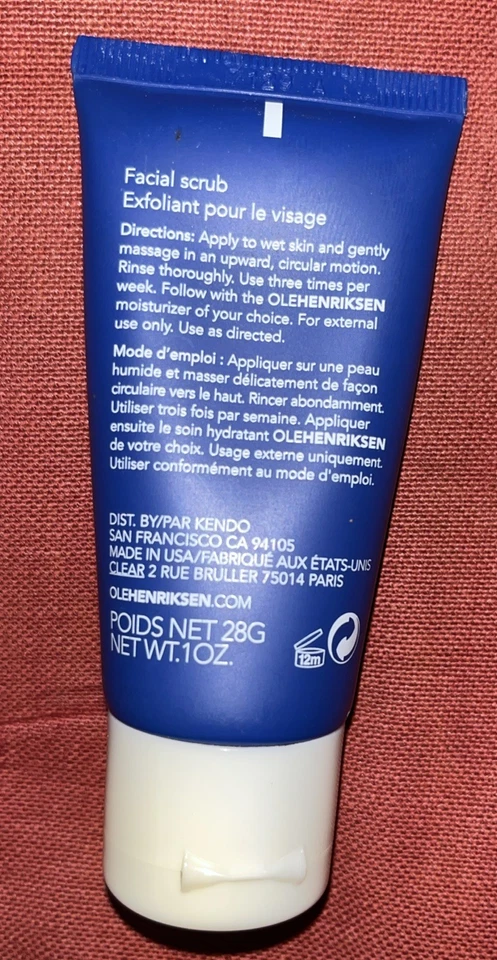 Facial scrub
Exfoliant pour le visage
Directions: Apply to wet skin and gently
massage in an upward, circular motion.
Rinse thoroughly. Use three times per
week. Follow with the OLEHENRIKSEN
moisturizer of your choice. For external
use only. Use as directed.
Mode d'emploi : Appliquer sur une peau
humide et masser délicatement de façon
circulaire vers le haut. Rincer abondamment.
Utiliser trois fois par semaine. Appliquer
ensuite le soin hydratant OLEHENRIKSEN
de votre choix. Usage externe uniquement.
Utiliser conformément au mode d'emploi.
DIST. BY/PAR KENDO
SAN FRANCISCO CA 94105
MADE IN USA/FABRIQUÉ AUX ÉTATS-UNIS
CLEAR 2 RUE BRULLER 75014 PARIS
OLEHENRIKSEN.COM
POIDS NET 28G
NET WT.1OZ.
12m